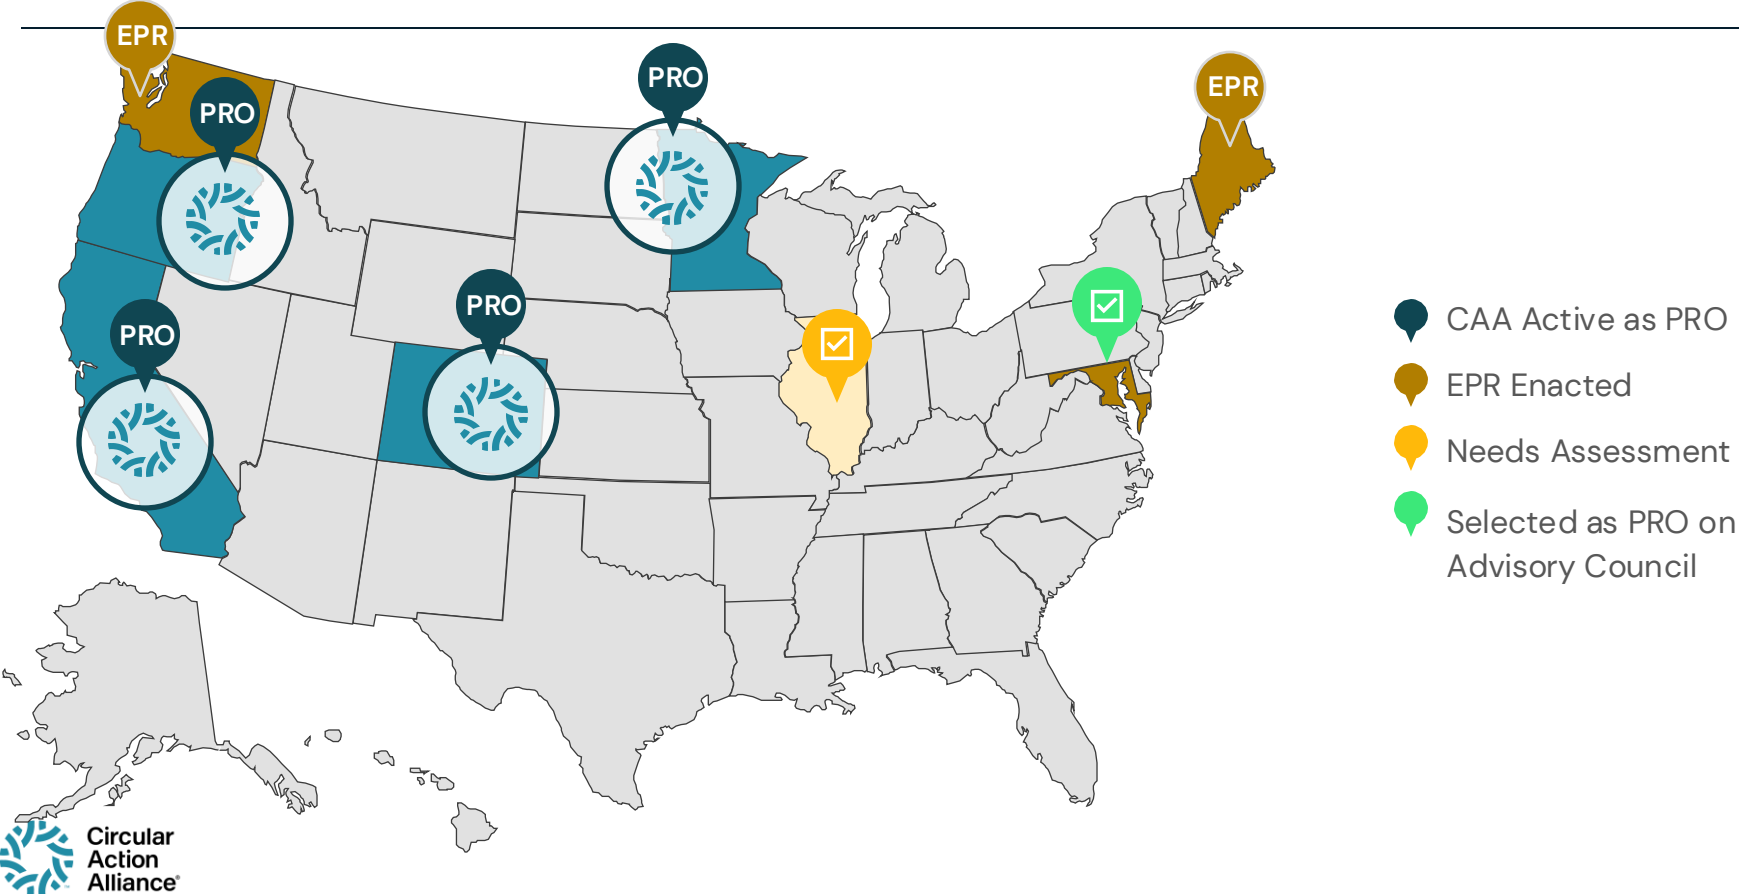 EPR
PRO
EPR
PRO
PRO
PRO
CAA Active as PRO
EPR Enacted
Needs Assessment
Selected as PRO on
Advisory Council
Circular
Action
Alliance®